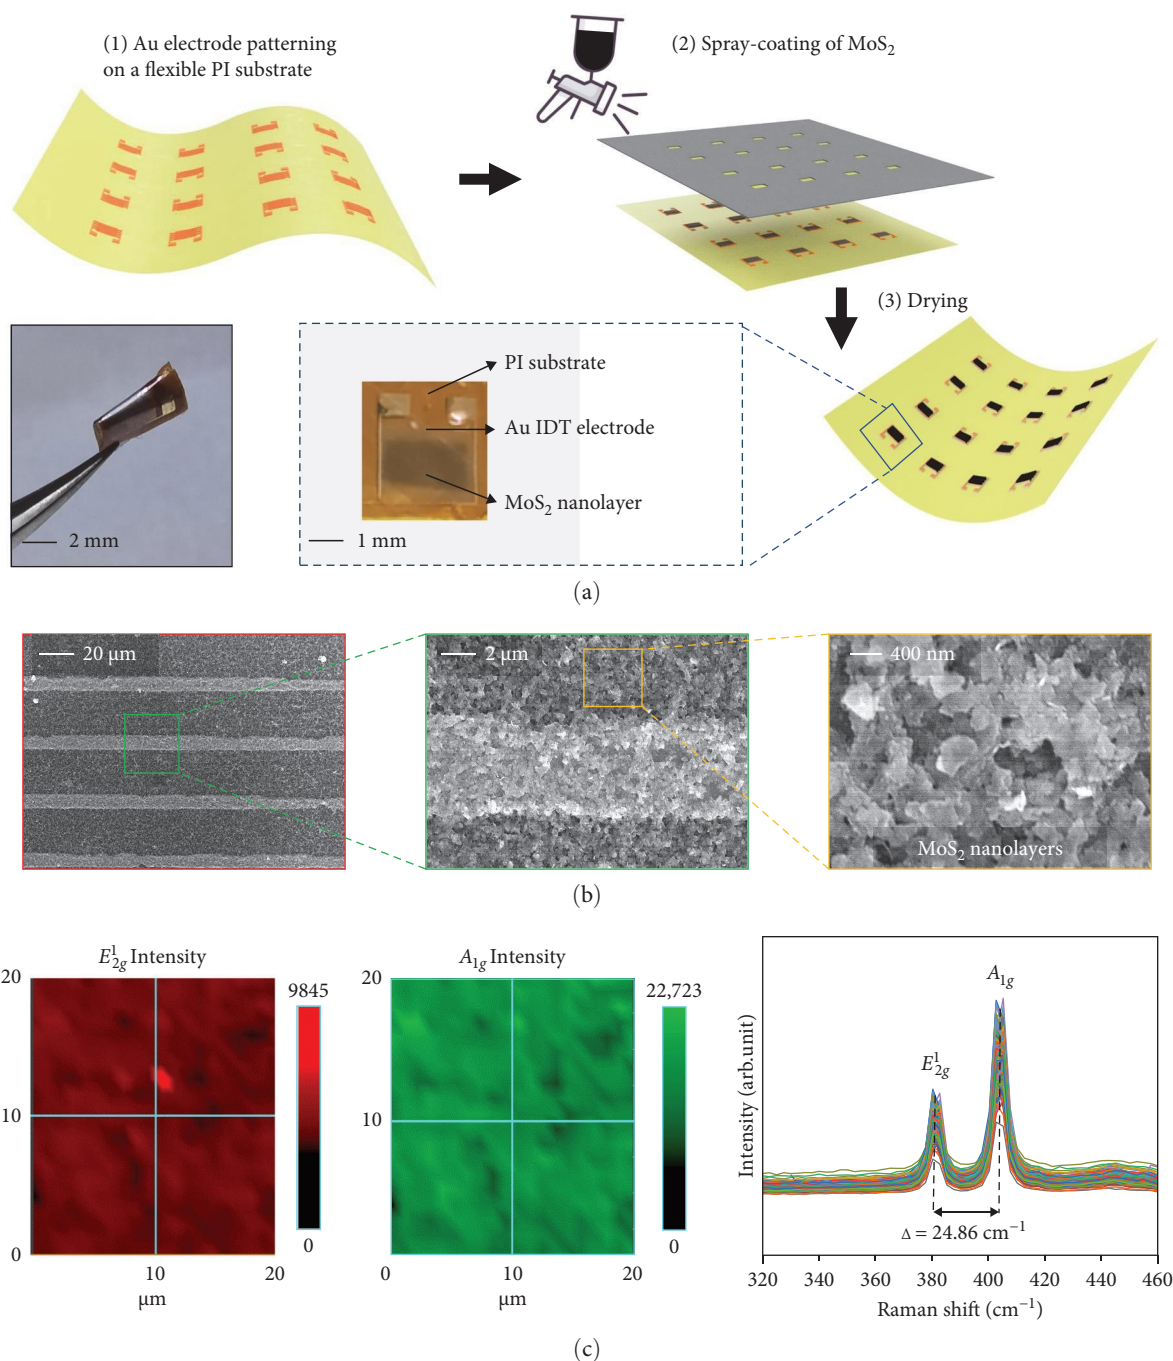 (1) Au electrode patterning
on a flexible PI substrate
(2) Spray-coating of MoS₂
(3) Drying
2 mm
PI substrate
Au IDT electrode
MoS₂ nanolayer
1 mm
(a)
20 μm
2 μm
400 nm
MoS₂ nanolayers
(b)
E¹₂g Intensity
20
10
0
10
20
μm
9845
0
A₁g Intensity
20
10
0
10
20
μm
22,723
0
Intensity (arb.unit)
E¹₂g
A₁g
Δ = 24.86 cm⁻¹
320 340 360 380 400 420 440 460
Raman shift (cm⁻¹)
(c)